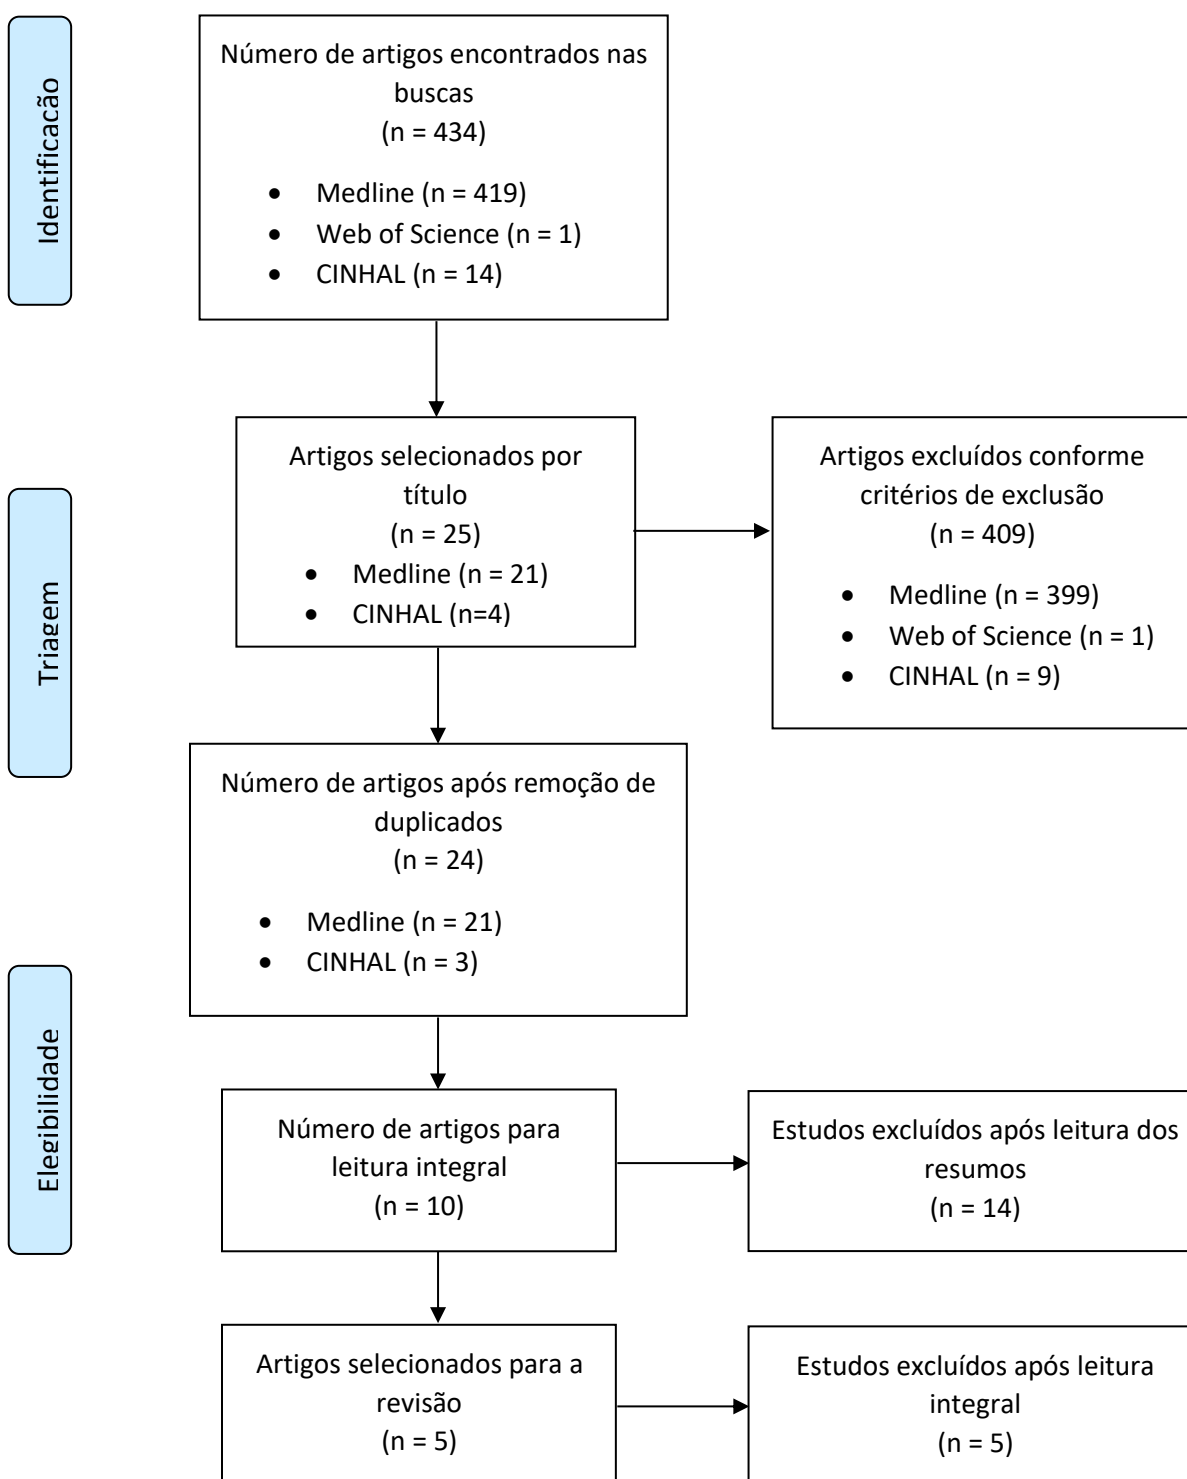 Identificação
Número de artigos encontrados nas
buscas
(n = 434)
• Medline (n = 419)
• Web of Science (n = 1)
• CINHAL (n = 14)
Triagem
Artigos selecionados por
título
(n = 25)
• Medline (n = 21)
• CINHAL (n=4)
Artigos excluídos conforme
critérios de exclusão
(n = 409)
• Medline (n = 399)
• Web of Science (n = 1)
• CINHAL (n = 9)
Número de artigos após remoção de
duplicados
(n = 24)
• Medline (n = 21)
• CINHAL (n = 3)
Elegibilidade
Número de artigos para
leitura integral
(n = 10)
Estudos excluídos após leitura dos
resumos
(n = 14)
Artigos selecionados para a
revisão
(n = 5)
Estudos excluídos após leitura
integral
(n = 5)